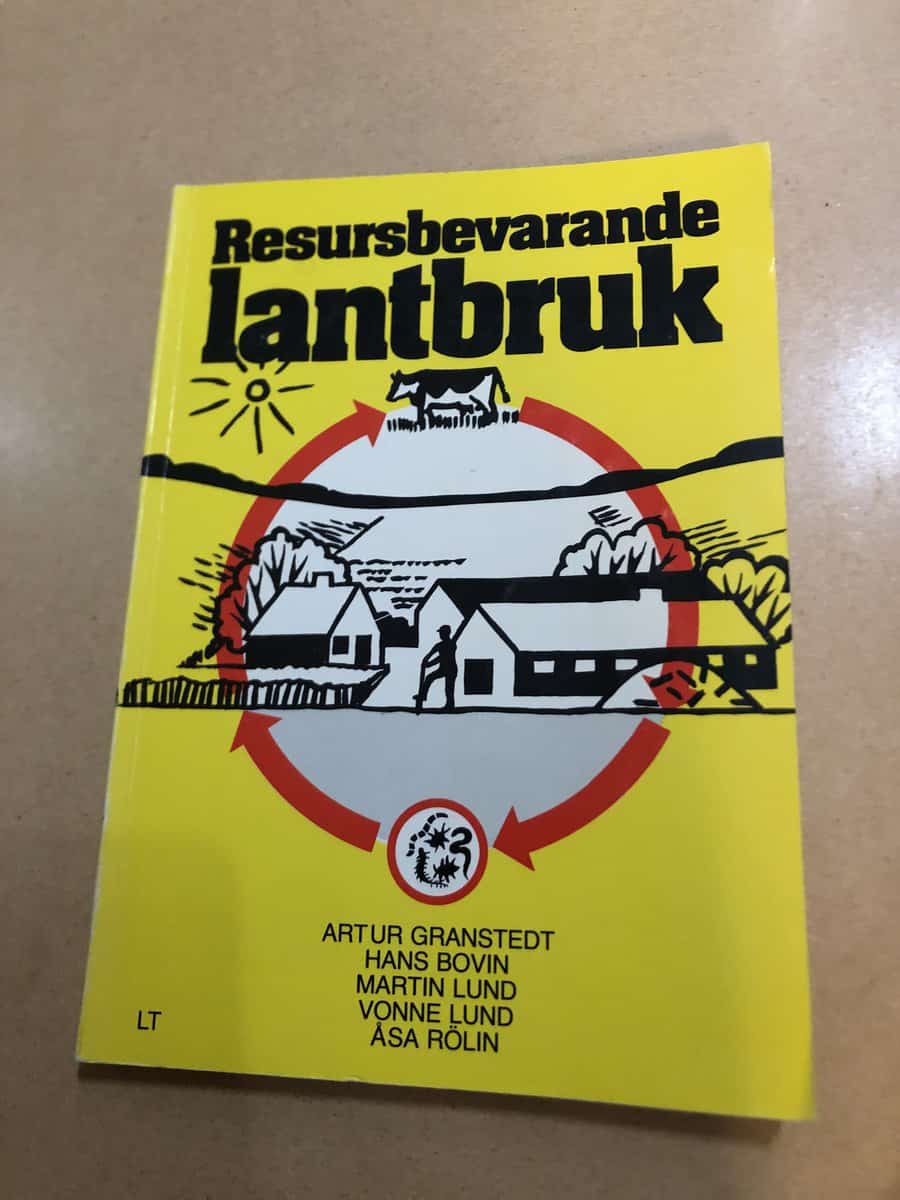 Resursbevarande
lantbruk
ARTUR GRANSTEDT
HANS BOVIN
MARTIN LUND
VONNE LUND
ÅSA RÖLIN
LT